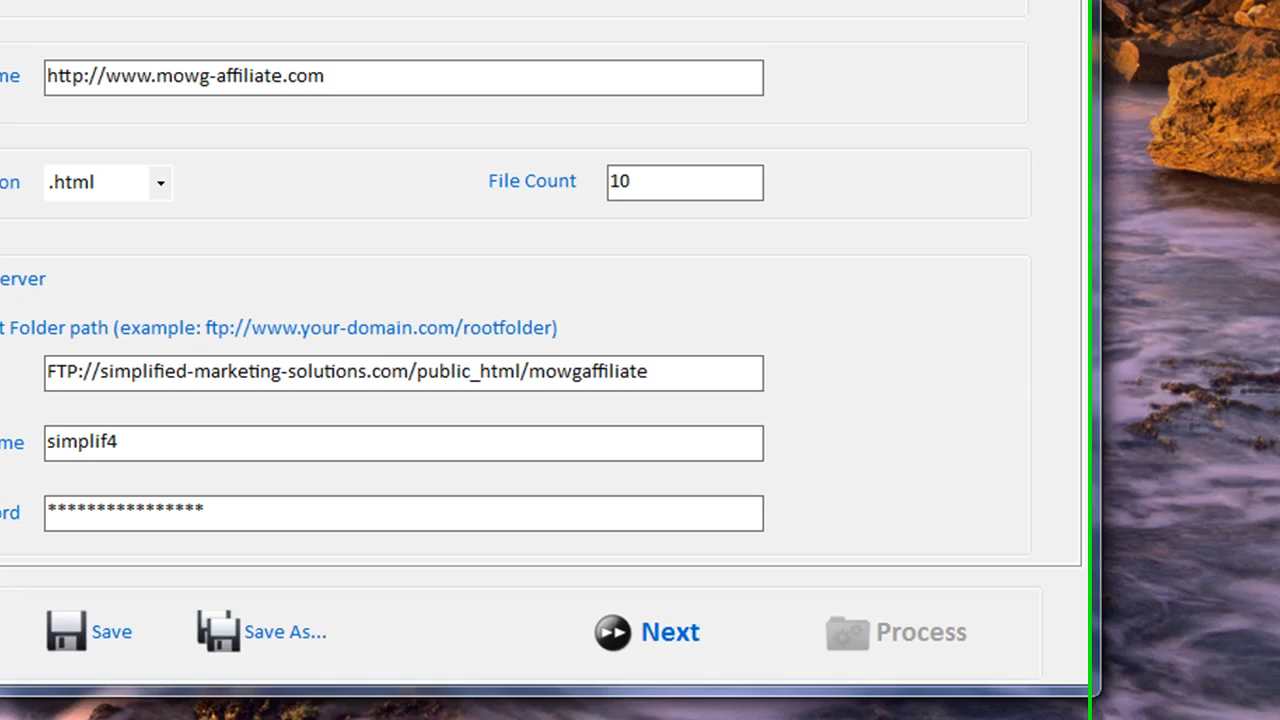 me http://www.mowg-affiliate.com
on .html File Count 10
erver
t Folder path (example: ftp://www.your-domain.com/rootfolder)
FTP://simplified-marketing-solutions.com/public_html/mowgaffiliate
me simplif4
ord ****************
Save Save As... Next Process